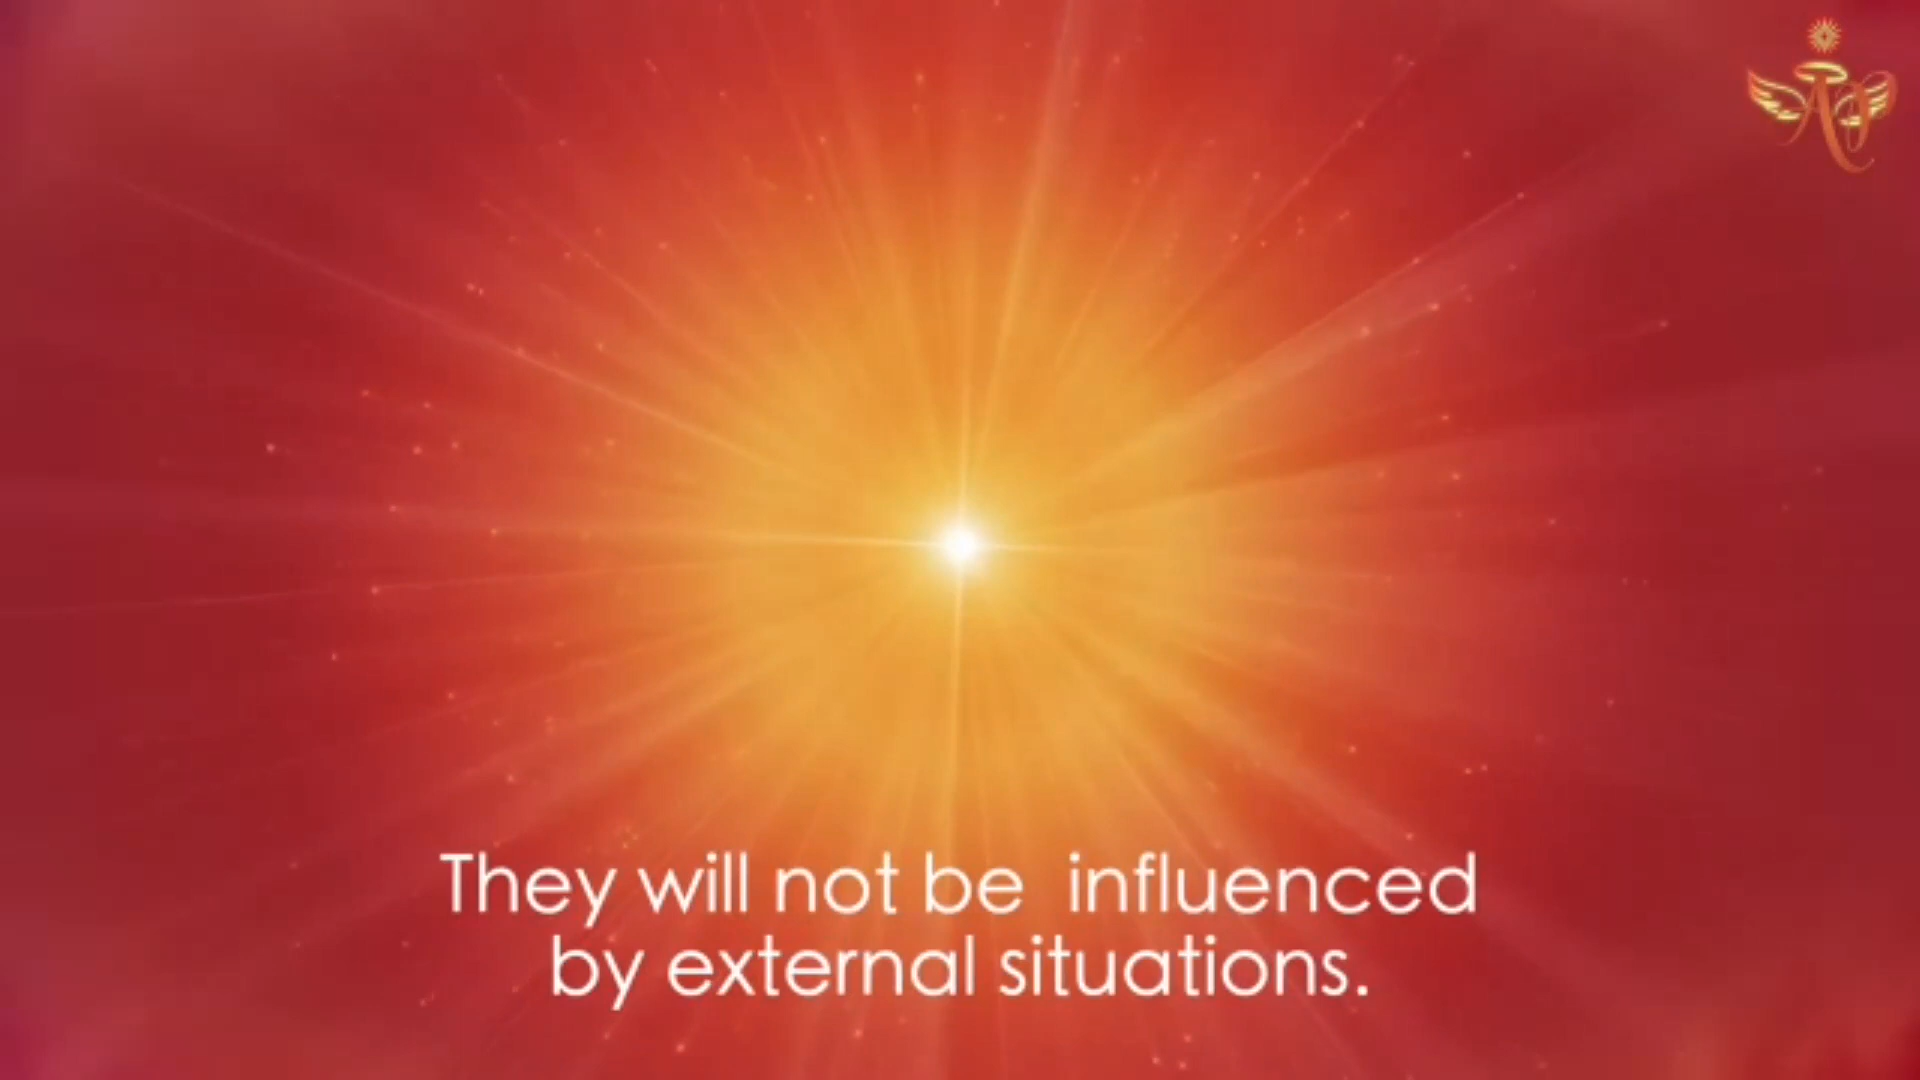 They will not be influenced
by external situations.